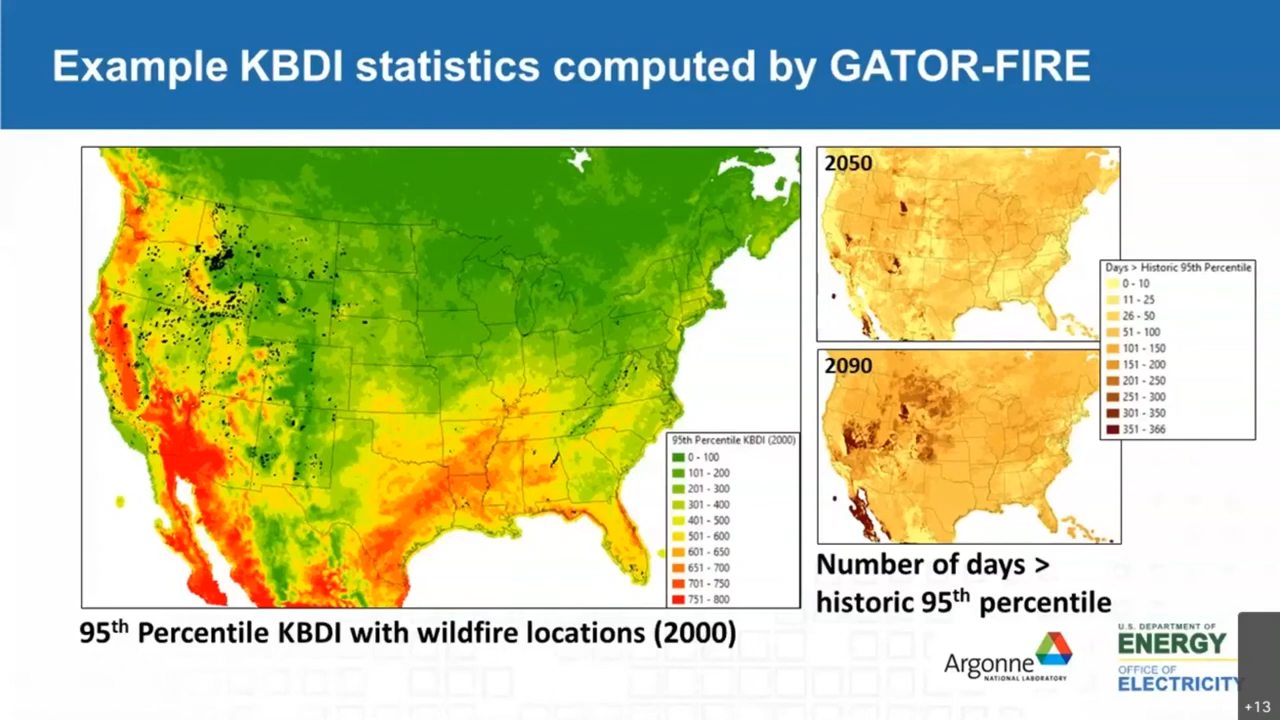 Example KBDI statistics computed by GATOR-FIRE
95th Percentile KBDI (2000)
0 - 100
101 - 200
201 - 300
301 - 400
401 - 500
501 - 600
601 - 650
651 - 700
701 - 750
751 - 800
95th Percentile KBDI with wildfire locations (2000)
2050
Days > Historic 95th Percentile
0 - 10
11 - 25
26 - 50
51 - 100
101 - 150
151 - 200
201 - 250
251 - 300
301 - 350
351 - 366
2090
Number of days >
historic 95th percentile
Argonne
NATIONAL LABORATORY
U.S. DEPARTMENT OF
ENERGY
OFFICE OF
ELECTRICITY
+13